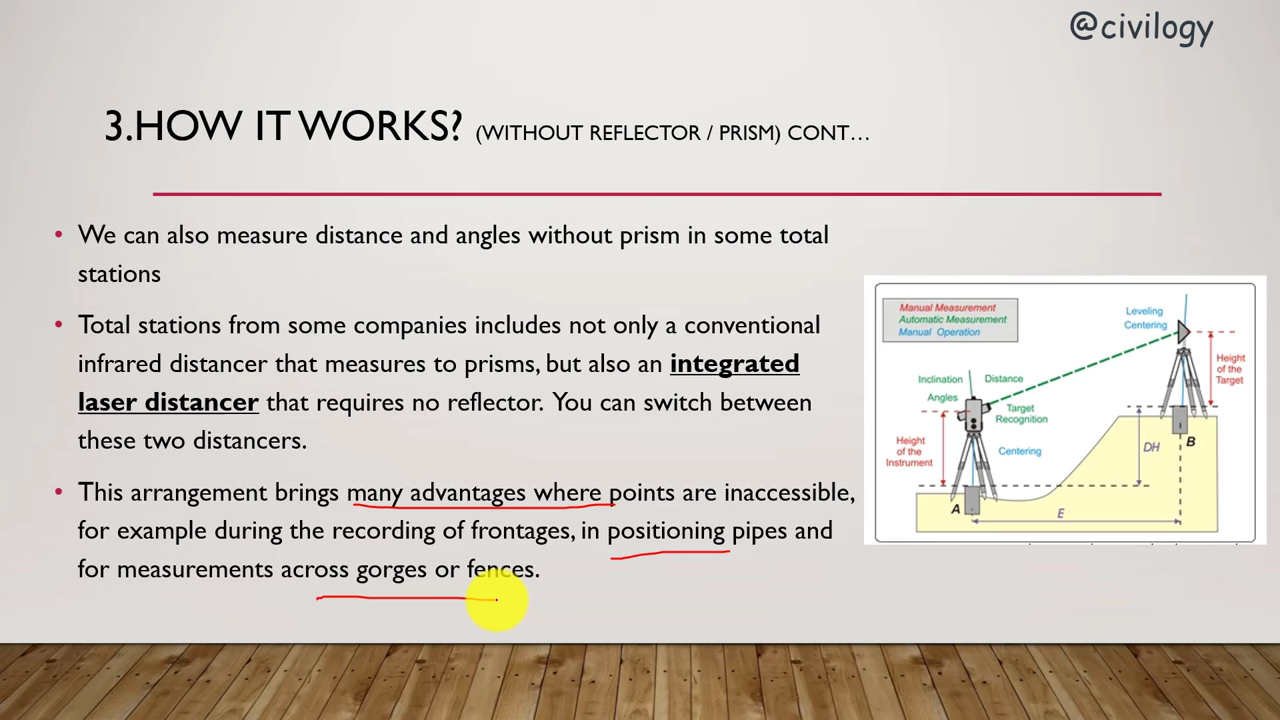 @civilogy
3.HOW IT WORKS? (WITHOUT REFLECTOR / PRISM) CONT…
• We can also measure distance and angles without prism in some total
stations
• Total stations from some companies includes not only a conventional
infrared distancer that measures to prisms, but also an integrated
laser distancer that requires no reflector. You can switch between
these two distancers.
• This arrangement brings many advantages where points are inaccessible,
for example during the recording of frontages, in positioning pipes and
for measurements across gorges or fences.
Manual Measurement
Automatic Measurement
Manual Operation
Leveling
Centering
Inclination
Angles
Distance
Target
Recognition
Height
of the
Target
Height
of the
Instrument
Centering
DH
B
A
E